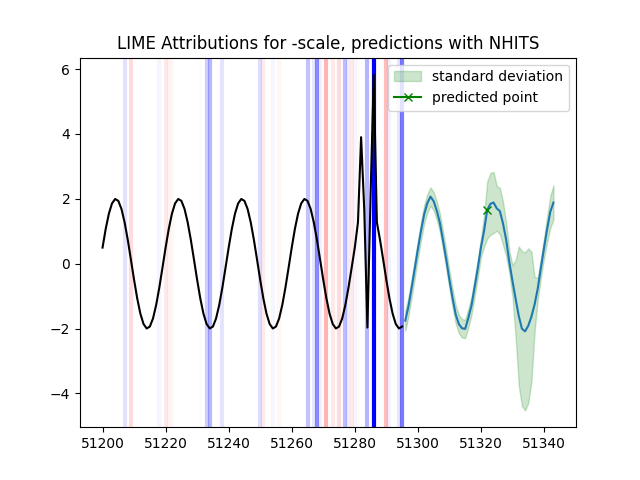 LIME Attributions for -scale, predictions with NHITS
6
4
2
0
−2
−4
standard deviation
predicted point
51200 51220 51240 51260 51280 51300 51320 51340